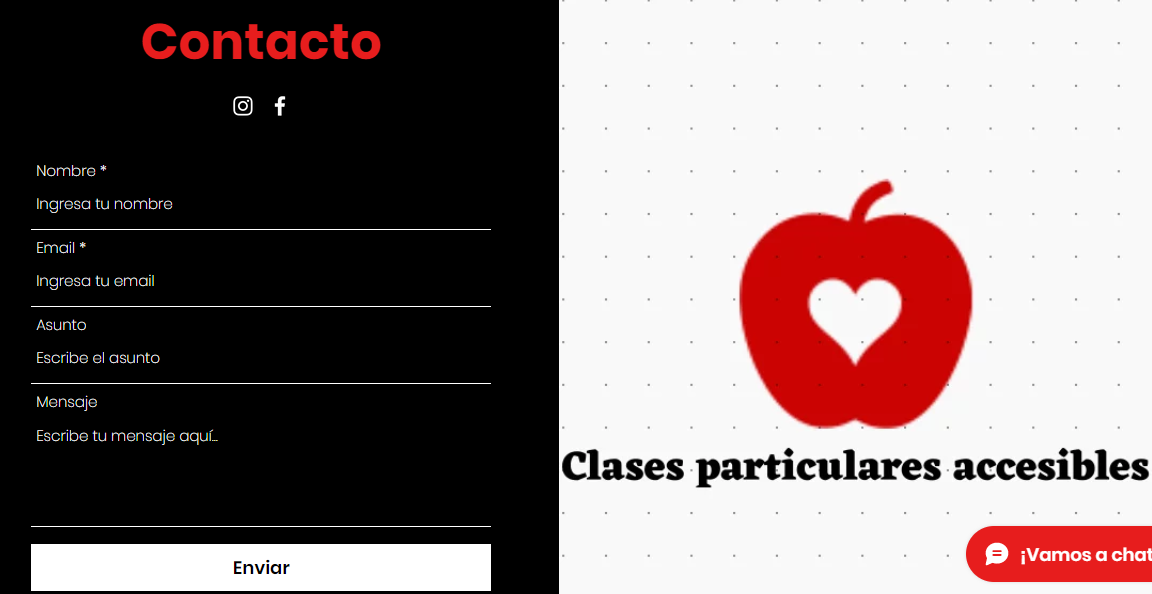 Contacto
Nombre *
Ingresa tu nombre
Email *
Ingresa tu email
Asunto
Escribe el asunto
Mensaje
Escribe tu mensaje aquí...
Enviar
Clases particulares accesibles
¡Vamos a chat